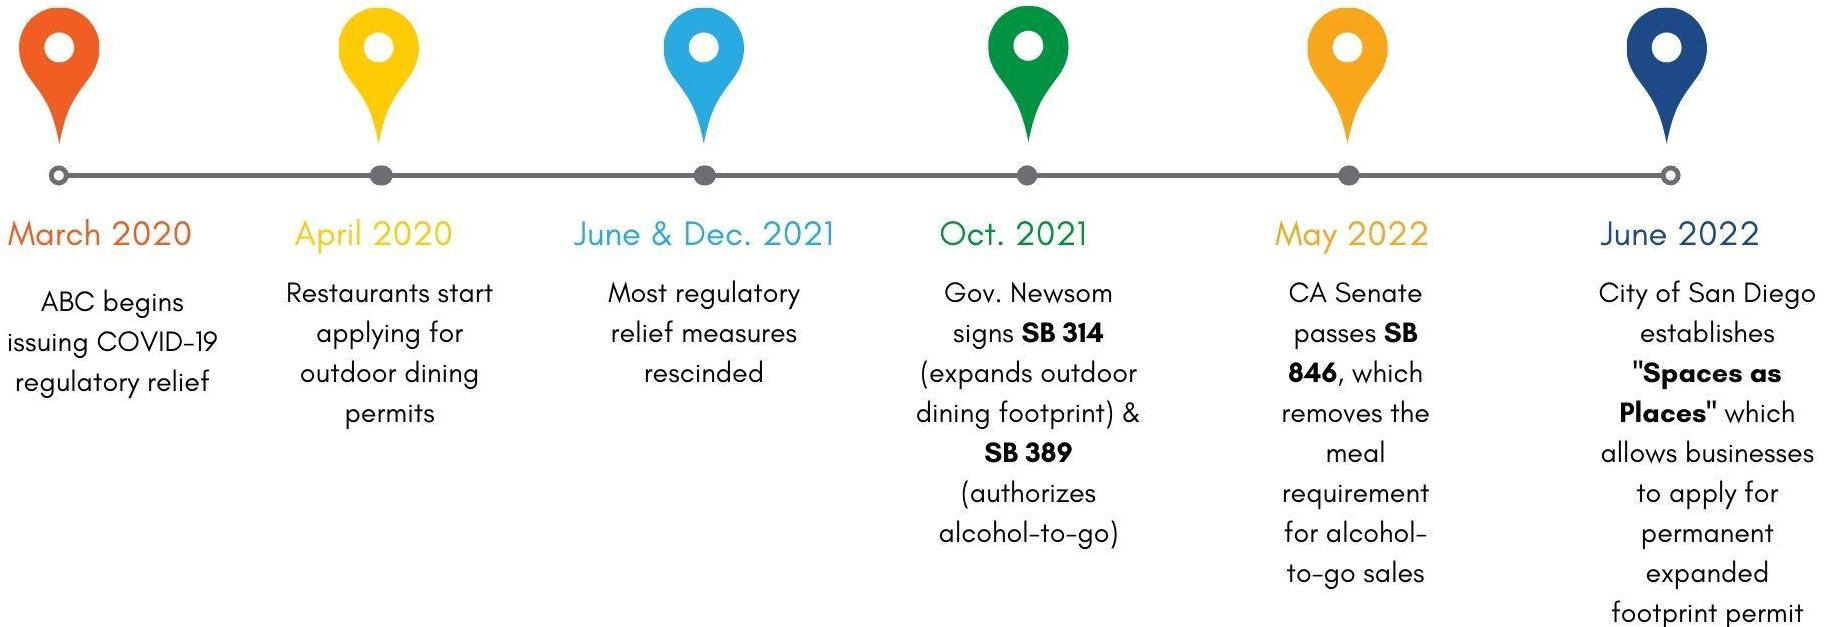 March 2020
ABC begins
issuing COVID-19
regulatory relief
April 2020
Restaurants start
applying for
outdoor dining
permits
June & Dec. 2021
Most regulatory
relief measures
rescinded
Oct. 2021
Gov. Newsom
signs SB 314
(expands outdoor
dining footprint) &
SB 389
(authorizes
alcohol-to-go)
May 2022
CA Senate
passes SB
846, which
removes the
meal
requirement
for alcohol-
to-go sales
June 2022
City of San Diego
establishes
"Spaces as
Places" which
allows businesses
to apply for
permanent
expanded
footprint permit